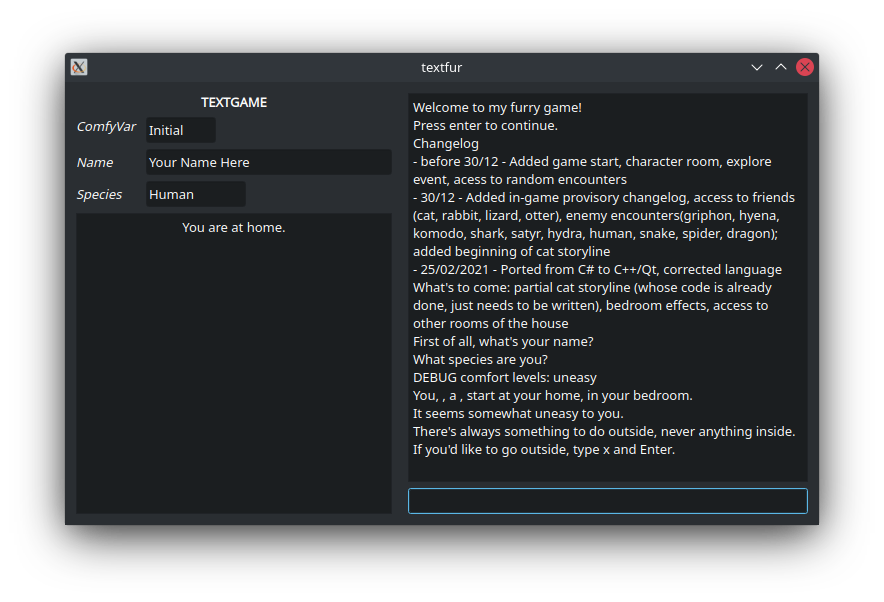 textfur
TEXTGAME
ComfyVar
Initial
Name
Your Name Here
Species
Human
You are at home.
Welcome to my furry game!
Press enter to continue.
Changelog
- before 30/12 - Added game start, character room, explore
event, acess to random encounters
- 30/12 - Added in-game provisory changelog, access to friends
(cat, rabbit, lizard, otter), enemy encounters(griphon, hyena,
komodo, shark, satyr, hydra, human, snake, spider, dragon);
added beginning of cat storyline
- 25/02/2021 - Ported from C# to C++/Qt, corrected language
What's to come: partial cat storyline (whose code is already
done, just needs to be written), bedroom effects, access to
other rooms of the house
First of all, what's your name?
What species are you?
DEBUG comfort levels: uneasy
You, , a , start at your home, in your bedroom.
It seems somewhat uneasy to you.
There's always something to do outside, never anything inside.
If you'd like to go outside, type x and Enter.